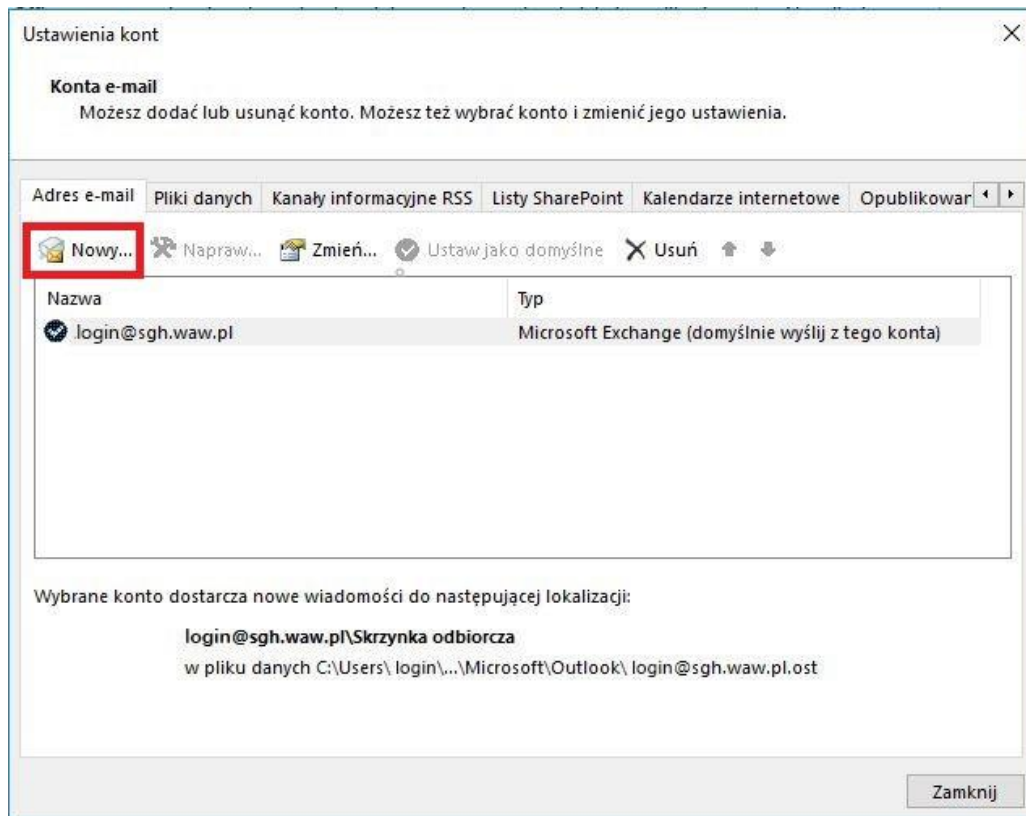 Ustawienia kont
Konta e-mail
Możesz dodać lub usunąć konto. Możesz też wybrać konto i zmienić jego ustawienia.
Adres e-mail Pliki danych Kanały informacyjne RSS Listy SharePoint Kalendarze internetowe Opublikowar
Nowy... Napraw... Zmień... Ustaw jako domyślne Usuń
Nazwa Typ
.login@sgh.waw.pl Microsoft Exchange (domyślnie wyślij z tego konta)
Wybrane konto dostarcza nowe wiadomości do następującej lokalizacji:
login@sgh.waw.pl\Skrzynka odbiorcza
w pliku danych C:\Users\ login\...\Microsoft\Outlook\ login@sgh.waw.pl.ost
Zamknij